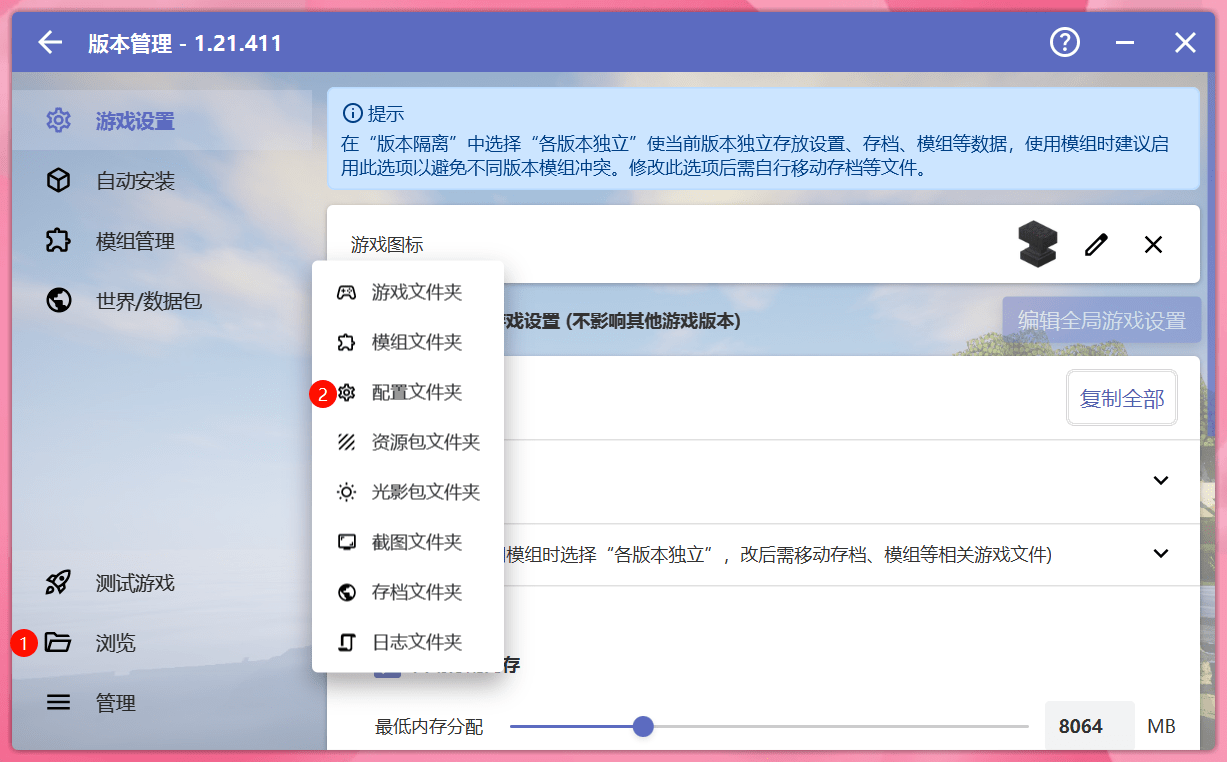 版本管理 - 1.21.411
游戏设置
自动安装
模组管理
世界/数据包
测试游戏
1
浏览
管理
提示
在“版本隔离”中选择“各版本独立”使当前版本独立存放设置、存档、模组等数据，使用模组时建议启
用此选项以避免不同版本模组冲突。修改此选项后需自行移动存档等文件。
游戏图标
游戏文件夹
模组文件夹
2
配置文件夹
资源包文件夹
光影包文件夹
截图文件夹
存档文件夹
日志文件夹
戏设置 (不影响其他游戏版本)
编辑全局游戏设置
复制全部
模组时选择“各版本独立”，改后需移动存档、模组等相关游戏文件)
存
最低内存分配
8064
MB